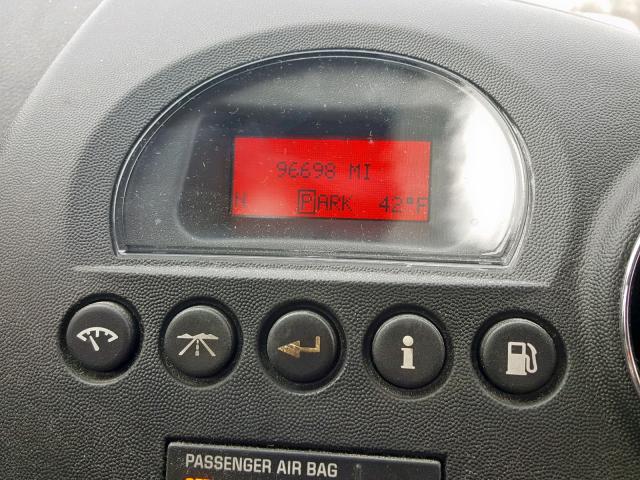 96698 MI
N PARK 42°F
PASSENGER AIR BAG